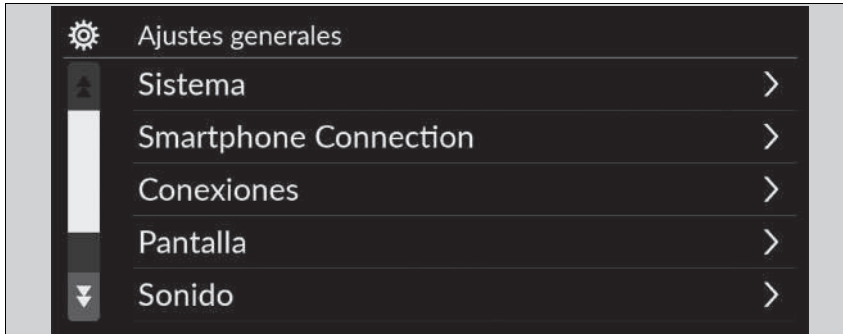 Ajustes generales
Sistema
Smartphone Connection
Conexiones
Pantalla
Sonido